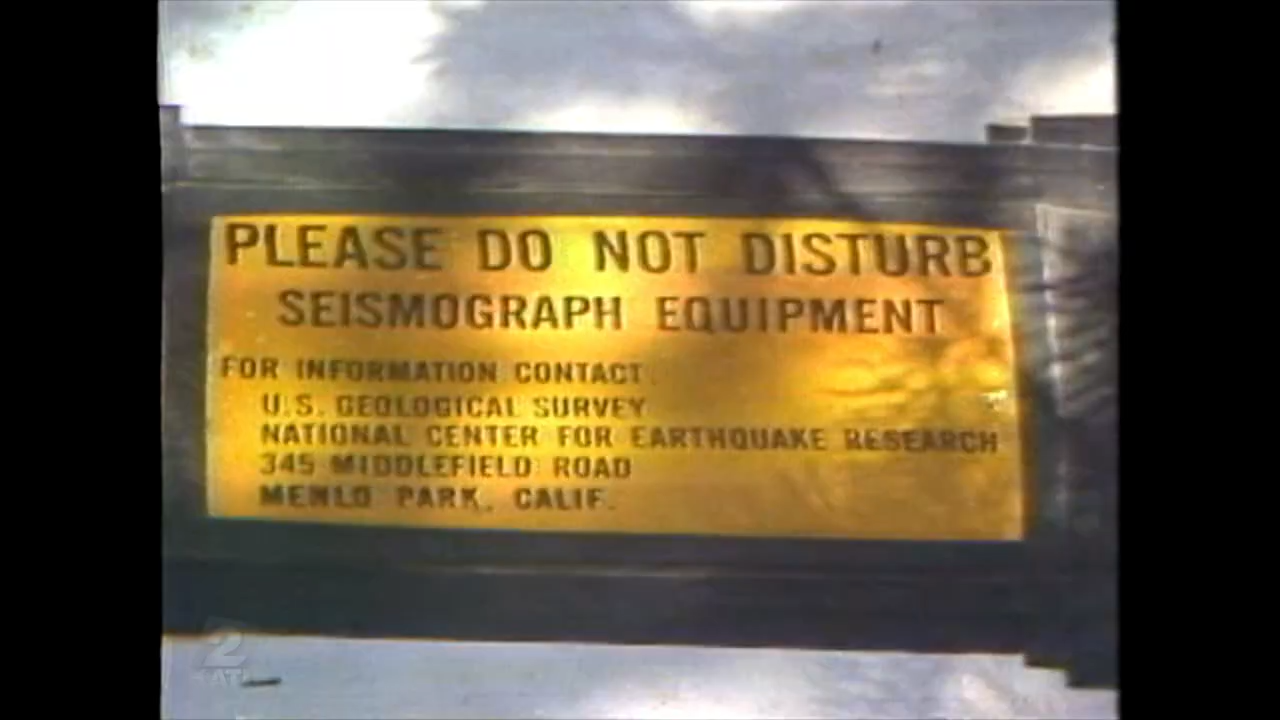 PLEASE DO NOT DISTURB
SEISMOGRAPH EQUIPMENT
FOR INFORMATION CONTACT
U.S. GEOLOGICAL SURVEY
NATIONAL CENTER FOR EARTHQUAKE RESEARCH
345 MIDDLEFIELD ROAD
MENLO PARK, CALIF.
2